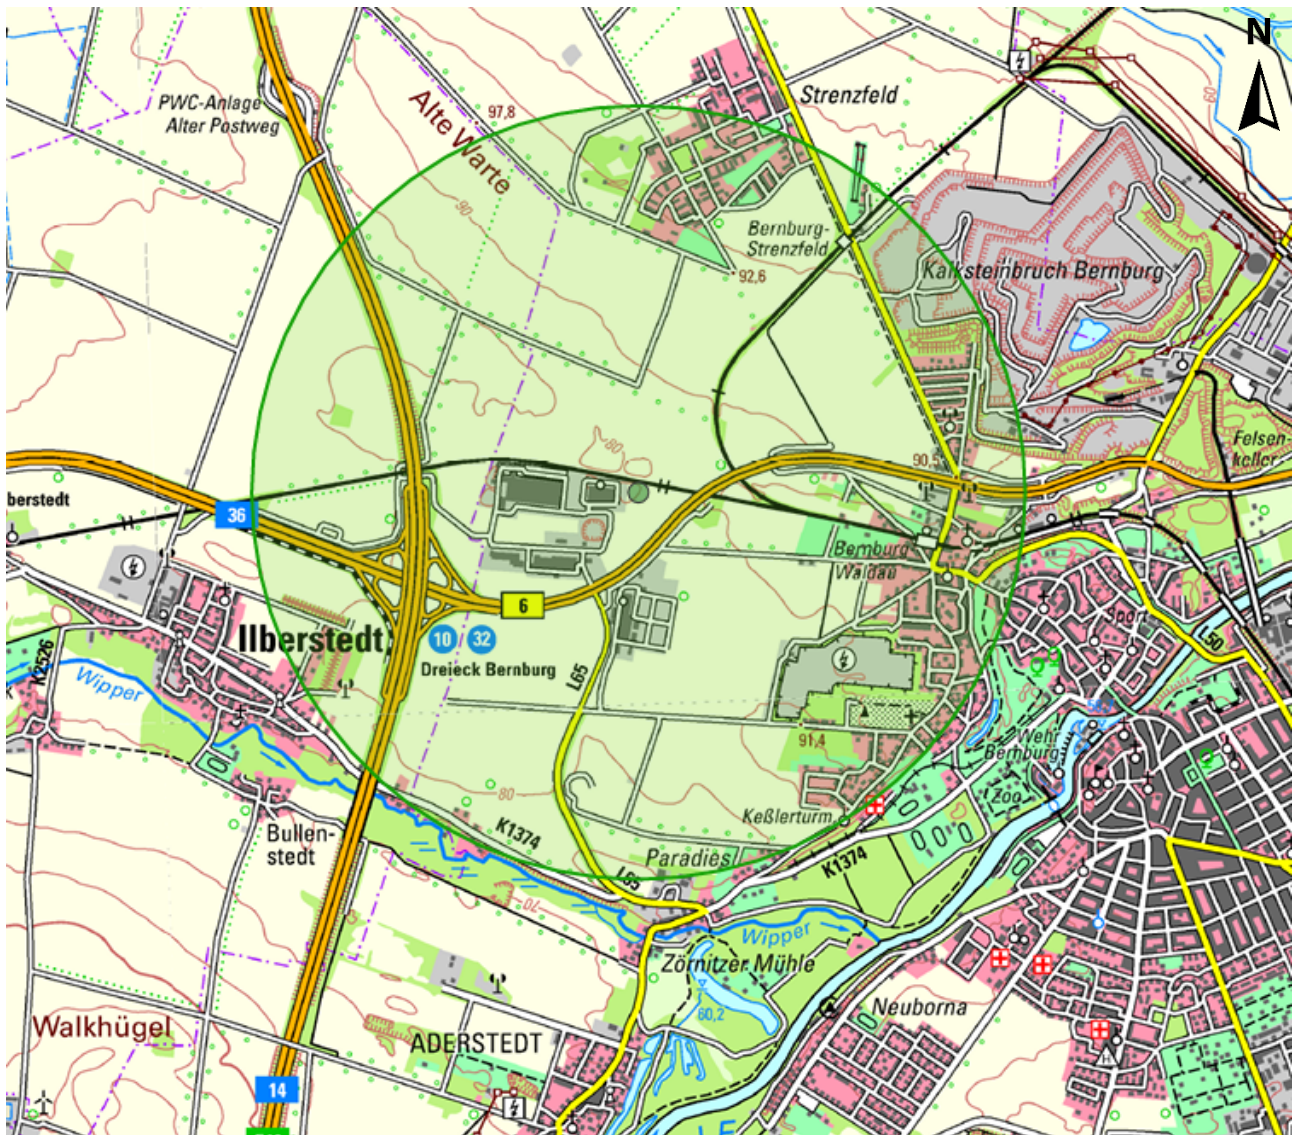 N
PWC-Anlage
Alter Postweg
97,8
Alte Warte
90
Strenzfeld
60
Bernburg-
Strenzfeld
92,6
Kalksteinbruch Bernburg
80
90,5
Felsen-
keller
berstedt
36
Bernburg-
Waldau
6
10
32
Dreieck Bernburg
Ilberstedt
K2526
Wipper
L65
Sport
L50
91,4
Wehr
Bernburg
Zoo
80
Keßlerturm
Bullen-
stedt
K1374
Paradies
K1374
L65
70
Wipper
Zörnitzer Mühle
60,2
Neuborna
Walkhügel
ADERSTEDT
H
14